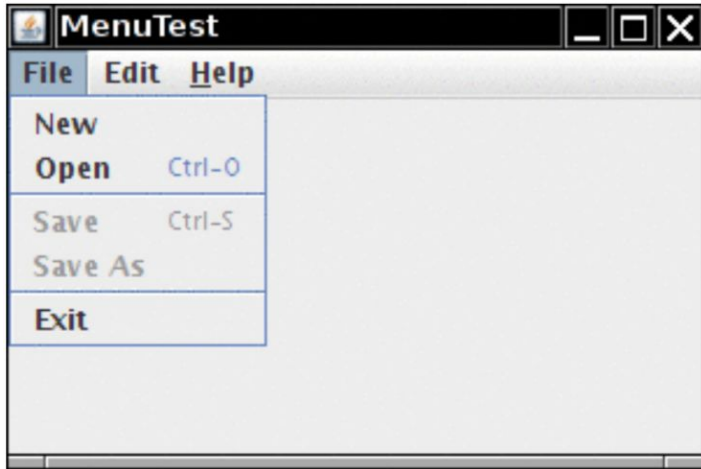 MenuTest
File Edit Help
New
Open Ctrl-O
Save Ctrl-S
Save As
Exit